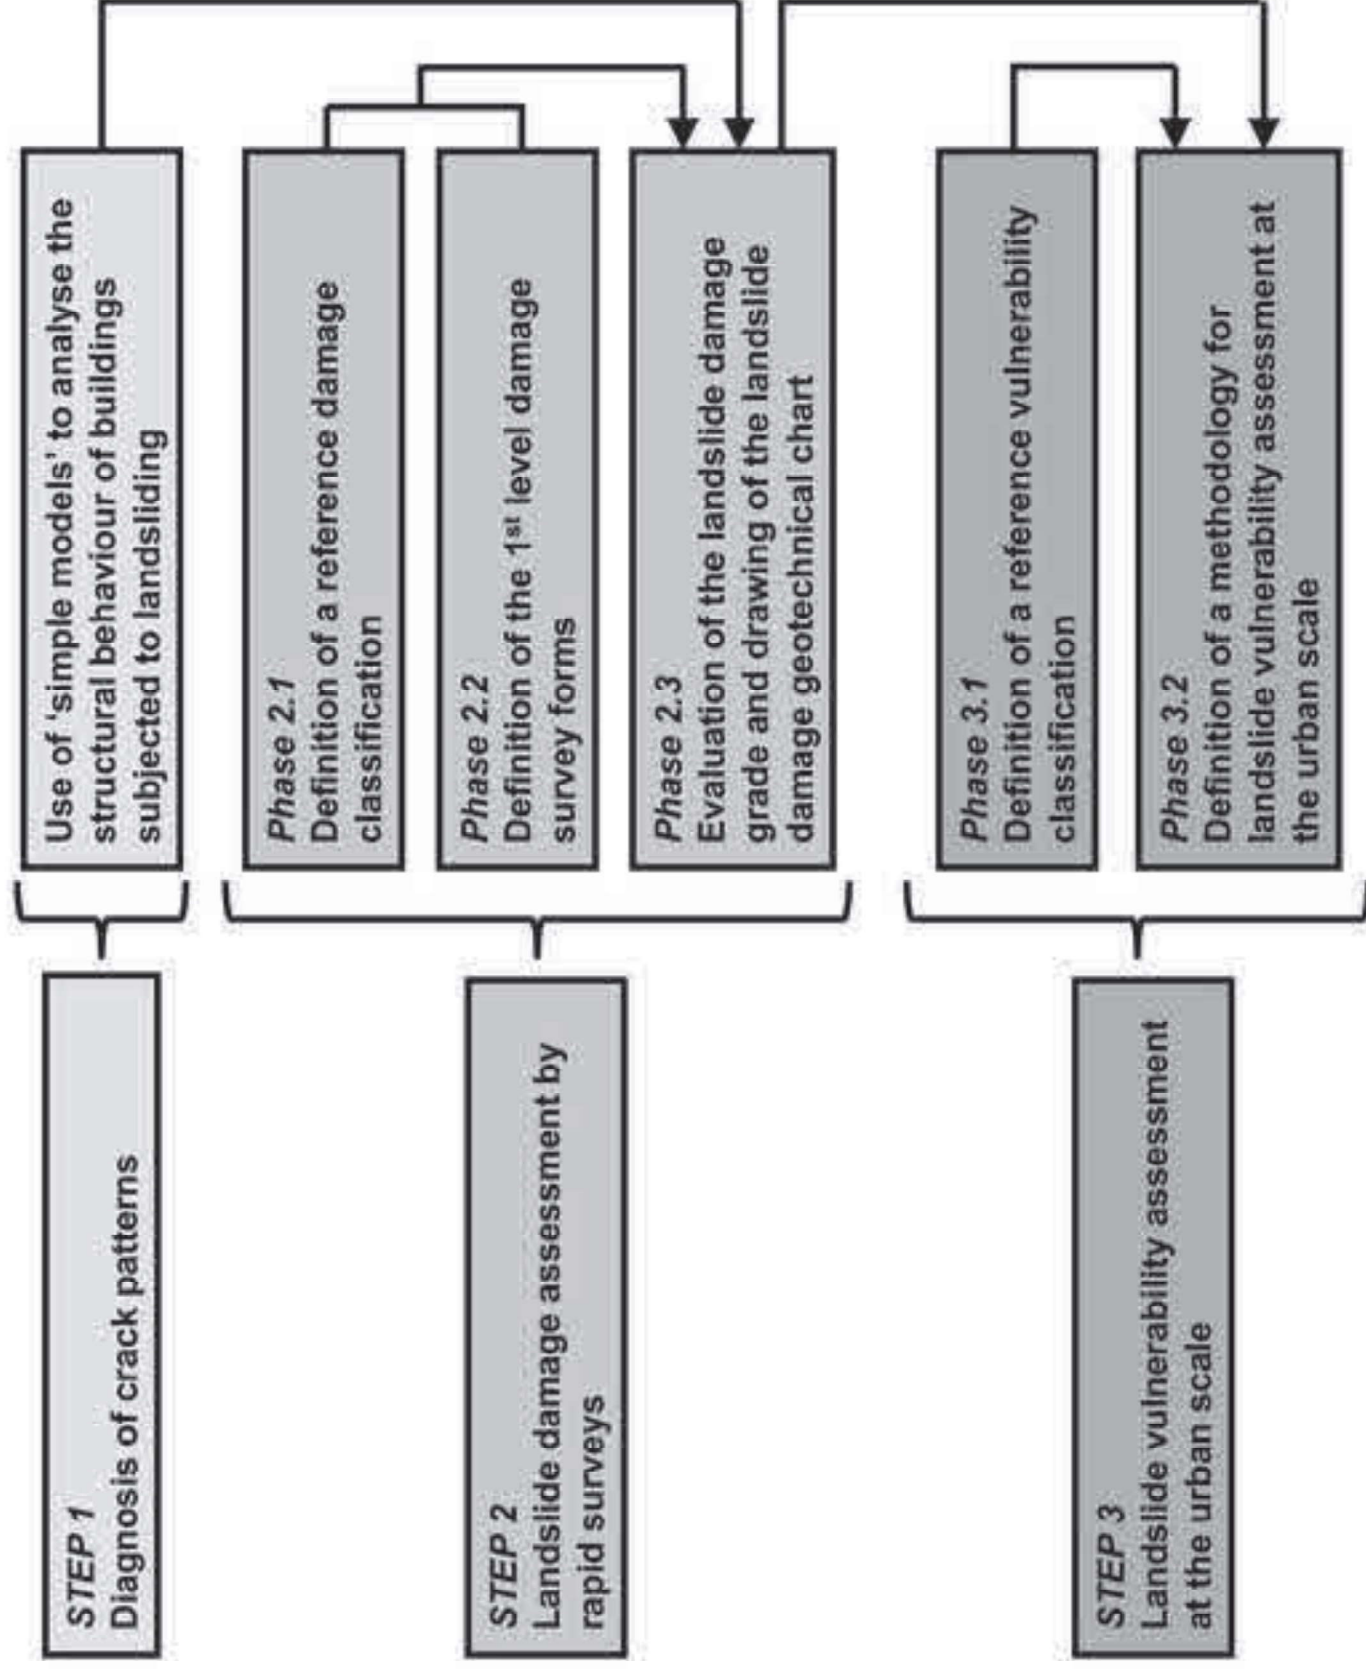 STEP 1
Diagnosis of crack patterns
Use of ‘simple models’ to analyse the
structural behaviour of buildings
subjected to landsliding
STEP 2
Landslide damage assessment by
rapid surveys
Phase 2.1
Definition of a reference damage
classification
Phase 2.2
Definition of the 1st level damage
survey forms
Phase 2.3
Evaluation of the landslide damage
grade and drawing of the landslide
damage geotechnical chart
STEP 3
Landslide vulnerability assessment
at the urban scale
Phase 3.1
Definition of a reference vulnerability
classification
Phase 3.2
Definition of a methodology for
landslide vulnerability assessment at
the urban scale